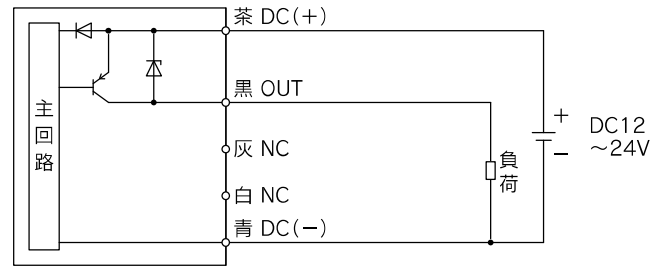 茶 DC(+)
黒 OUT
主回路
灰 NC
白 NC
青 DC(−)
負荷
+
−
DC12
～24V